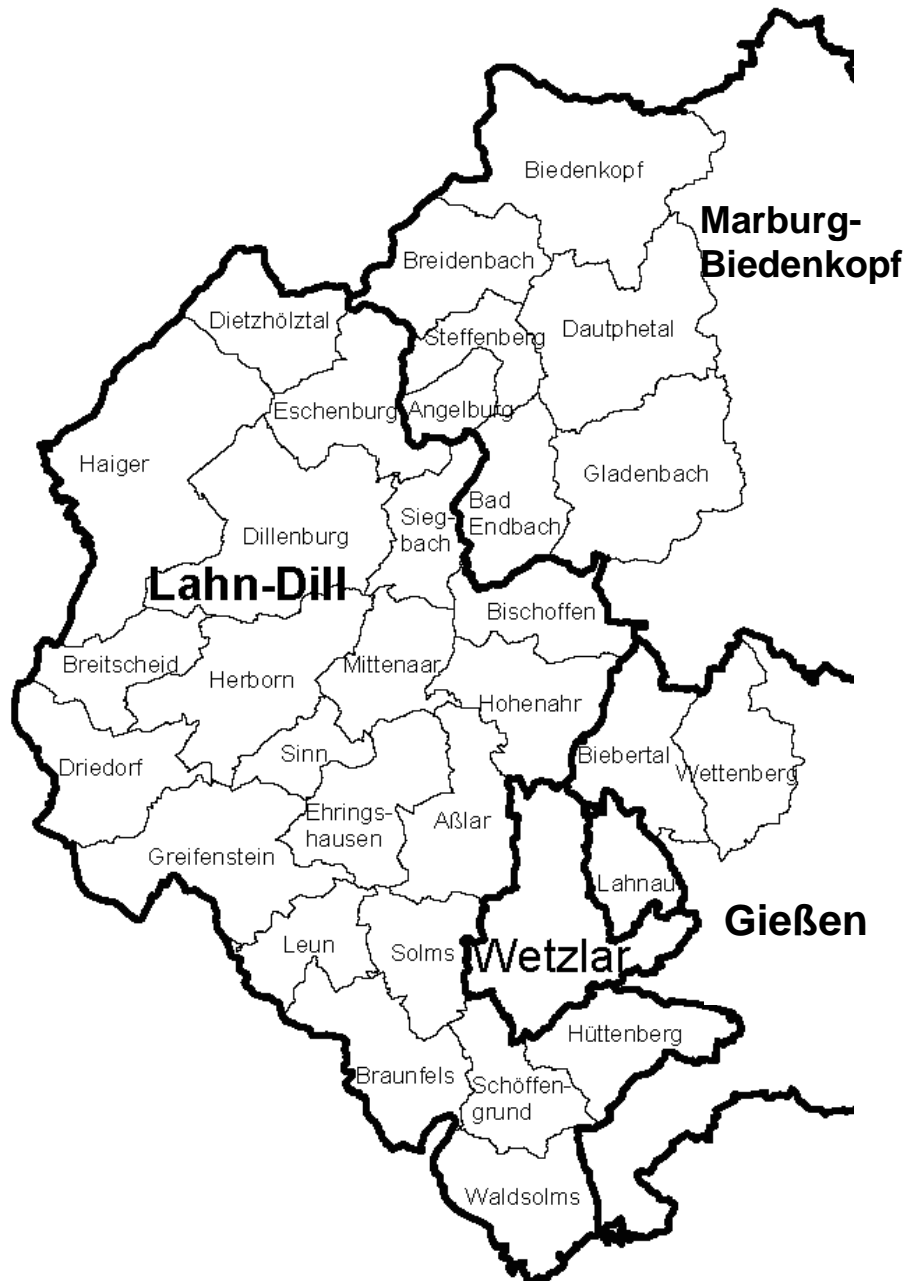 Biedenkopf
Marburg-
Biedenkopf
Breidenbach
Dietzhölztal
Steffenberg
Dautphetal
Eschenburg
Angelburg
Haiger
Gladenbach
Bad
Endbach
Sieg-
bach
Dillenburg
Lahn-Dill
Bischoffen
Breitscheid
Herborn
Mittenaar
Hohenahr
Sinn
Driedorf
Biebertal
Wettenberg
Ehrings-
hausen
Aßlar
Greifenstein
Lahnau
Gießen
Leun
Solms
Wetzlar
Hüttenberg
Braunfels
Schöffen-
grund
Waldsolms